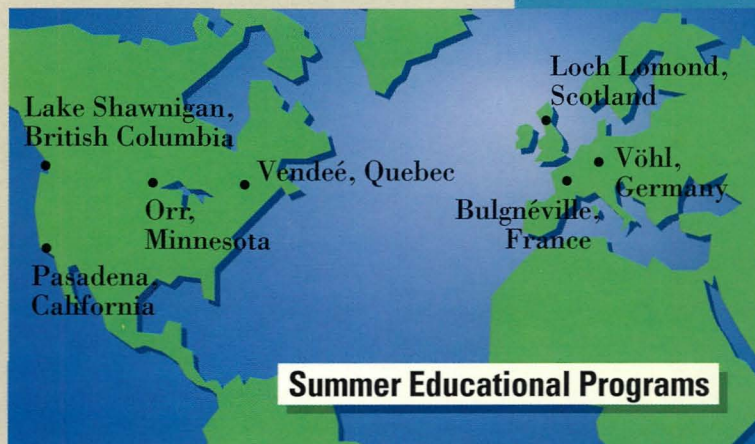 Loch Lomond,
Scotland
Lake Shawnigan,
British Columbia
Vendeé, Quebec
Vöhl,
Germany
Orr,
Minnesota
Bulgnéville,
France
Pasadena,
California
Summer Educational Programs